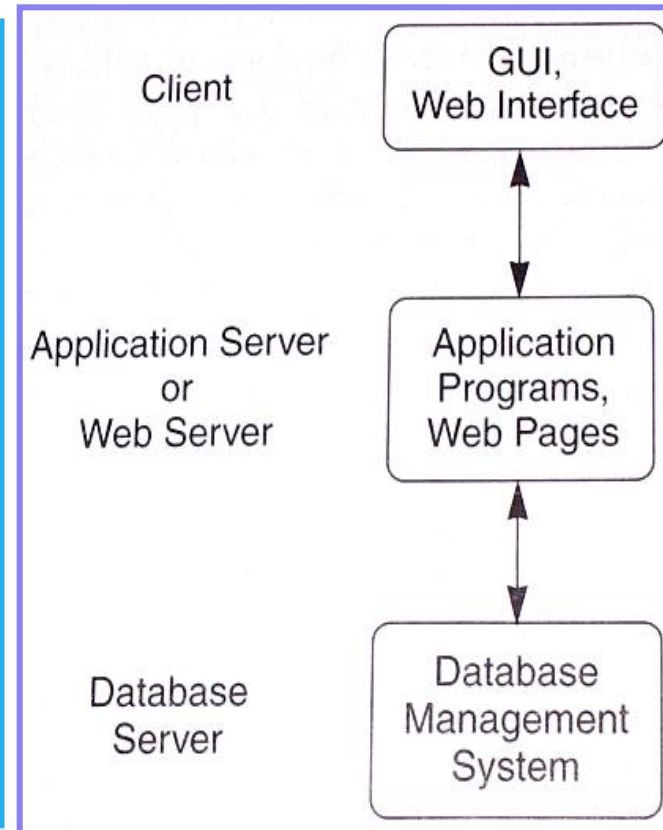 Client
GUI,
Web Interface
Application Server
or
Web Server
Application
Programs,
Web Pages
Database
Server
Database
Management
System